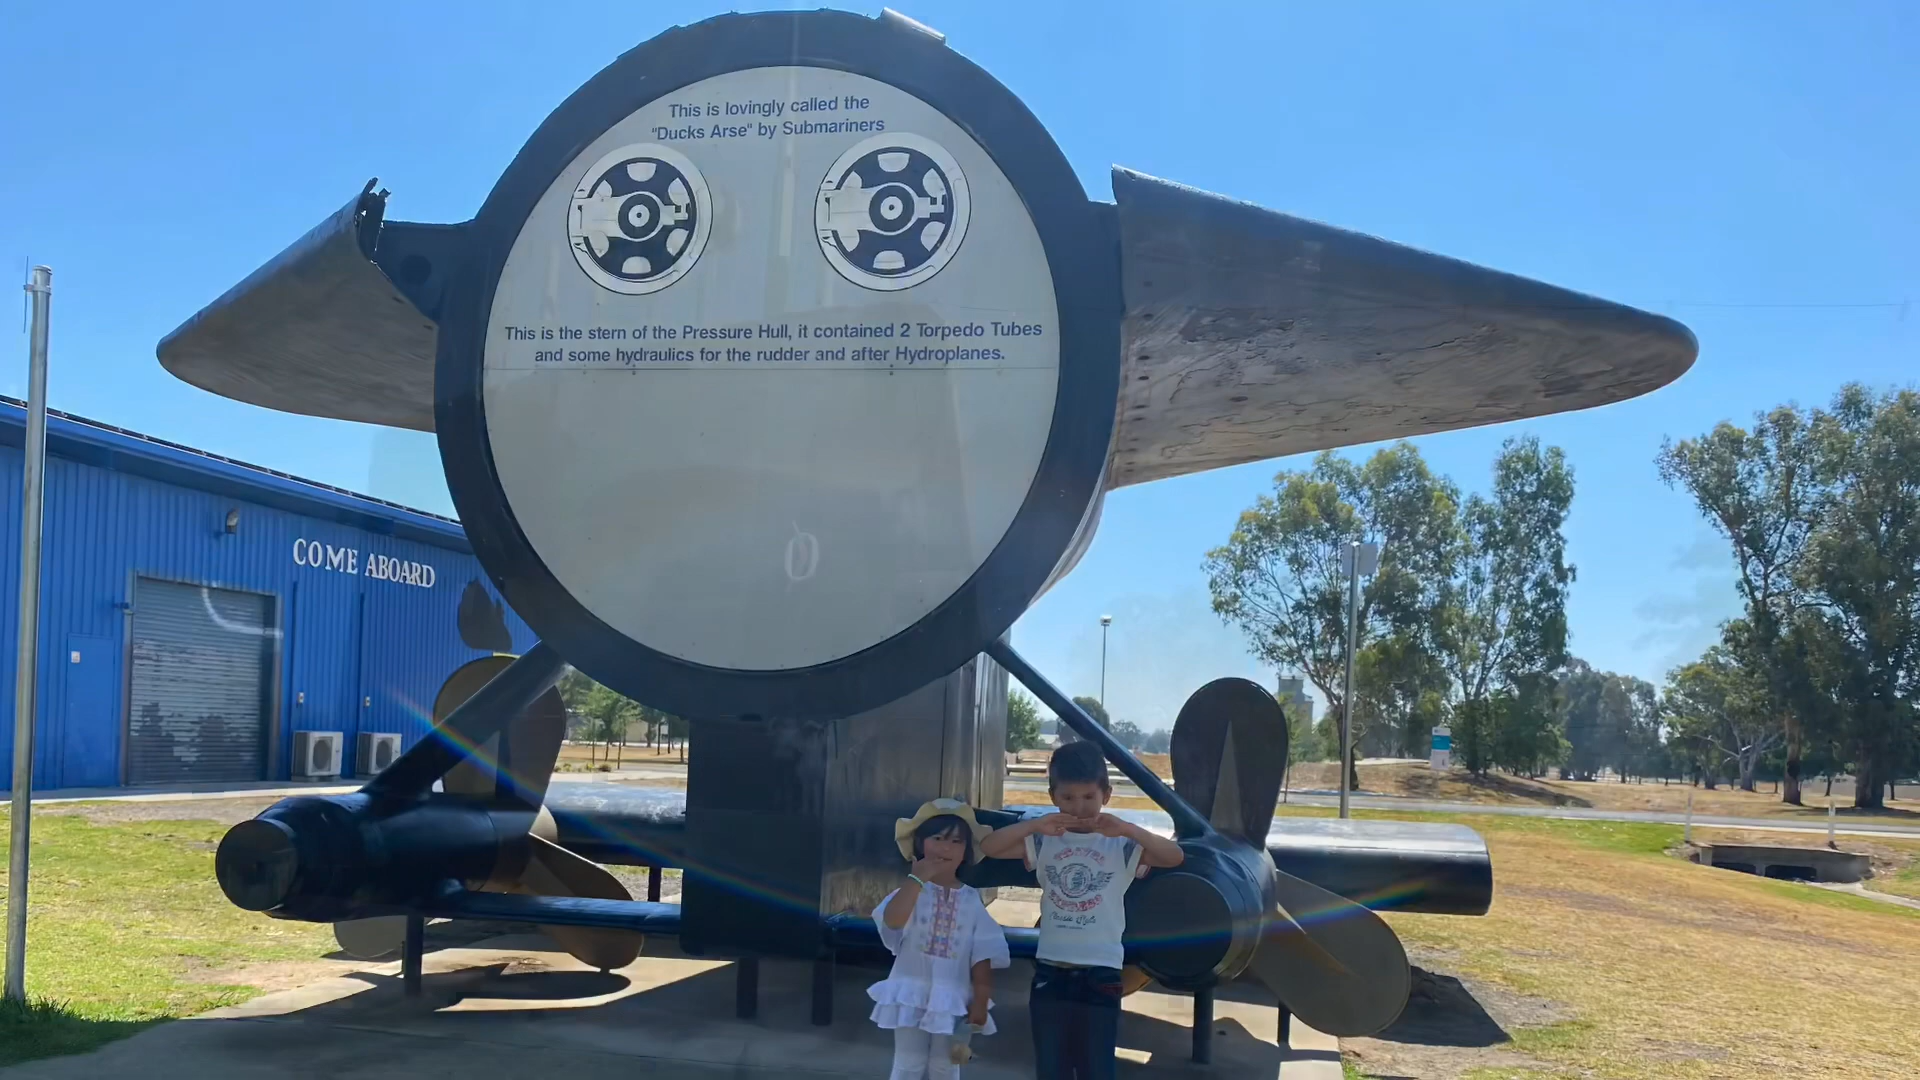 This is lovingly called the
"Ducks Arse" by Submariners
This is the stern of the Pressure Hull, it contained 2 Torpedo Tubes
and some hydraulics for the rudder and after Hydroplanes.
COME ABOARD
EXPRESS